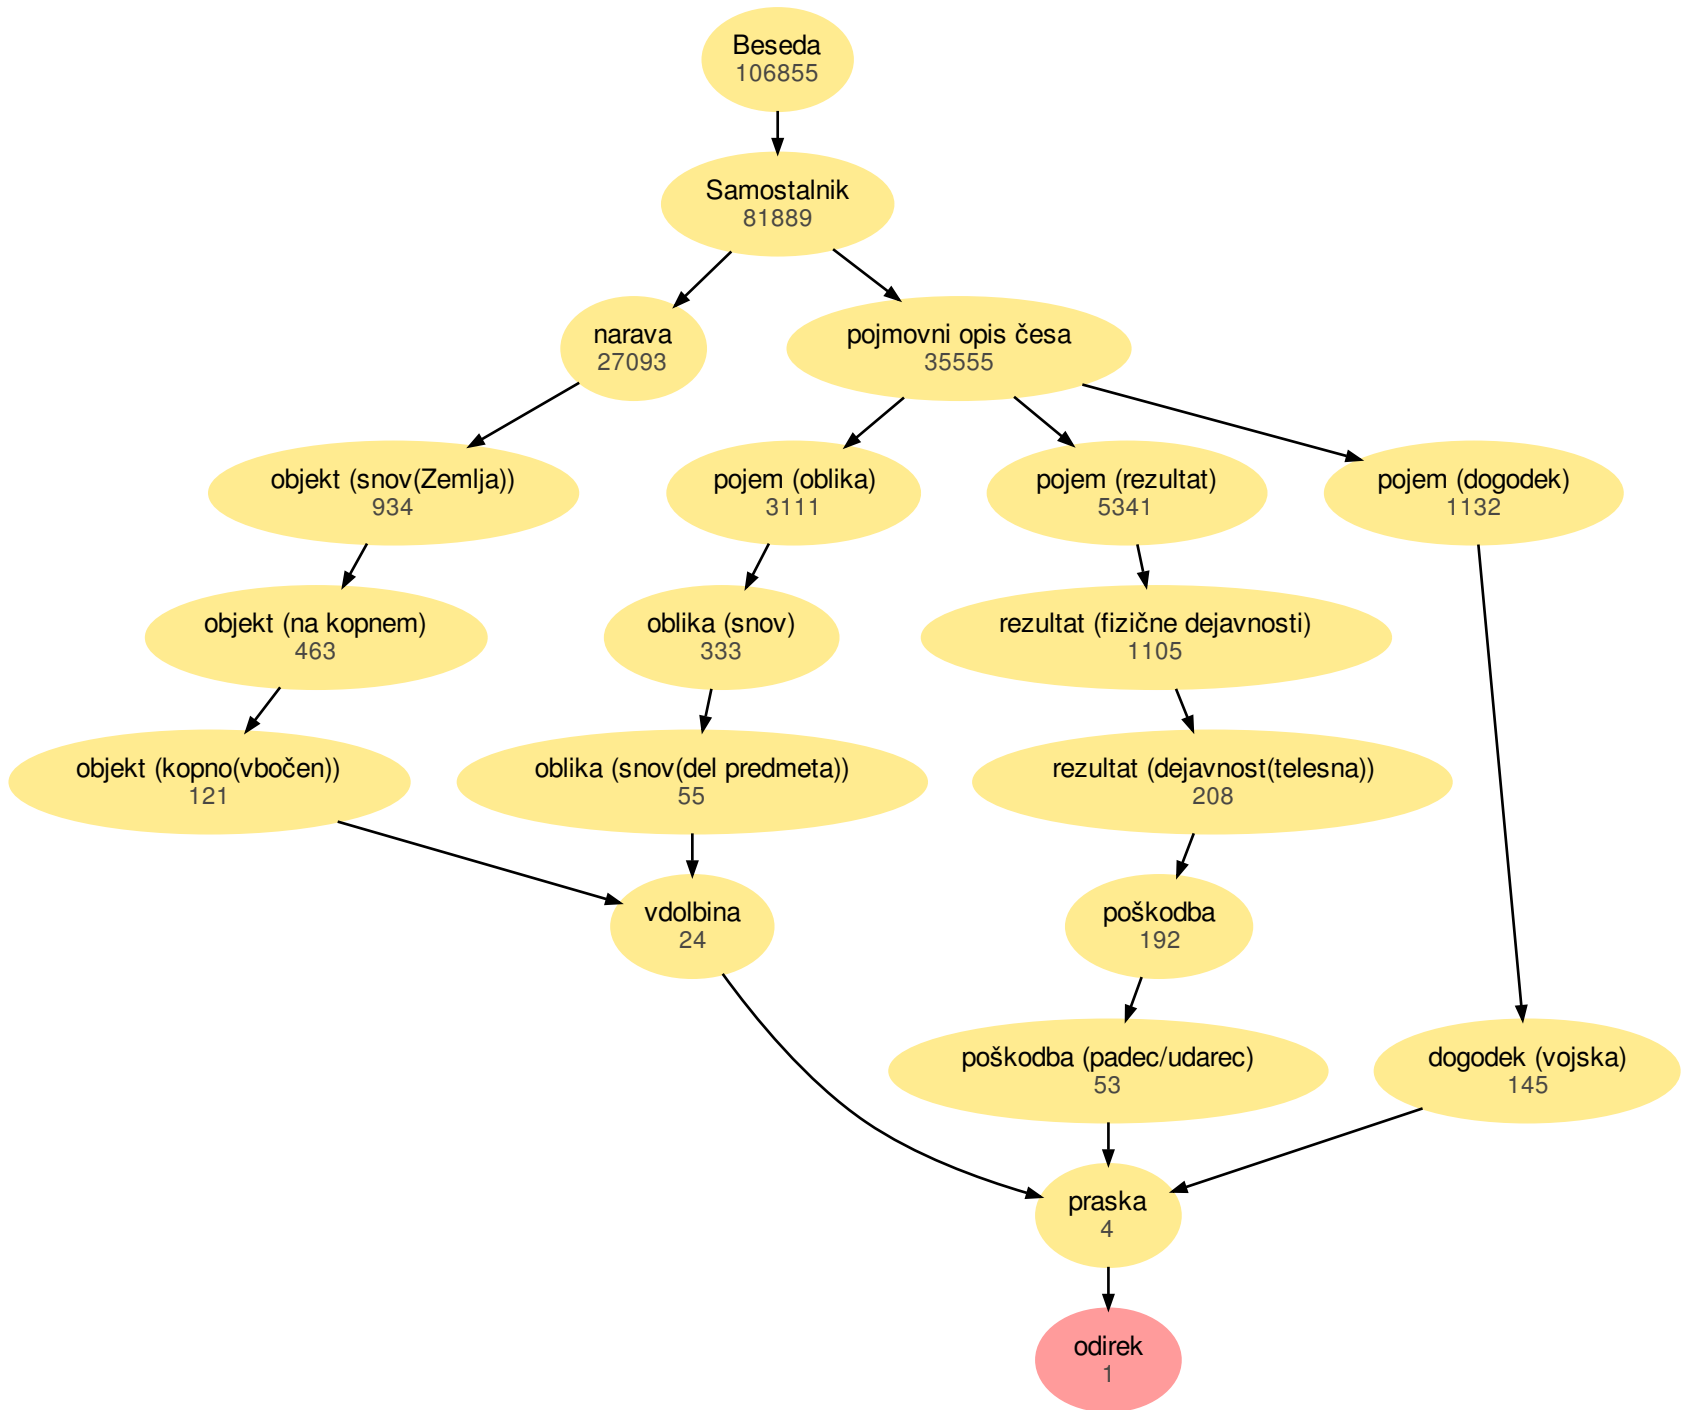 Beseda
106855
Samostalnik
81889
narava
27093
pojmovni opis česa
35555
objekt (snov(Zemlja))
934
pojem (oblika)
3111
pojem (rezultat)
5341
pojem (dogodek)
1132
objekt (na kopnem)
463
oblika (snov)
333
rezultat (fizične dejavnosti)
1105
objekt (kopno(vbočen))
121
oblika (snov(del predmeta))
55
rezultat (dejavnost(telesna))
208
vdolbina
24
poškodba
192
poškodba (padec/udarec)
53
dogodek (vojska)
145
praska
4
odirek
1